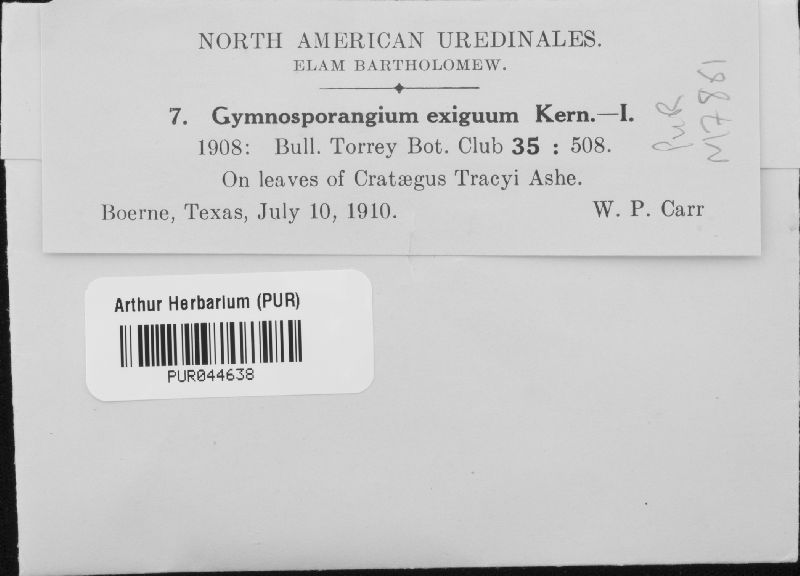 NORTH AMERICAN UREDINALES.
ELAM BARTHOLOMEW.
7. Gymnosporangium exiguum Kern.—I.
1908: Bull. Torrey Bot. Club 35 : 508.
On leaves of Cratægus Tracyi Ashe.
Boerne, Texas, July 10, 1910. W. P. Carr
PUR
M7861
Arthur Herbarium (PUR)
PUR044638